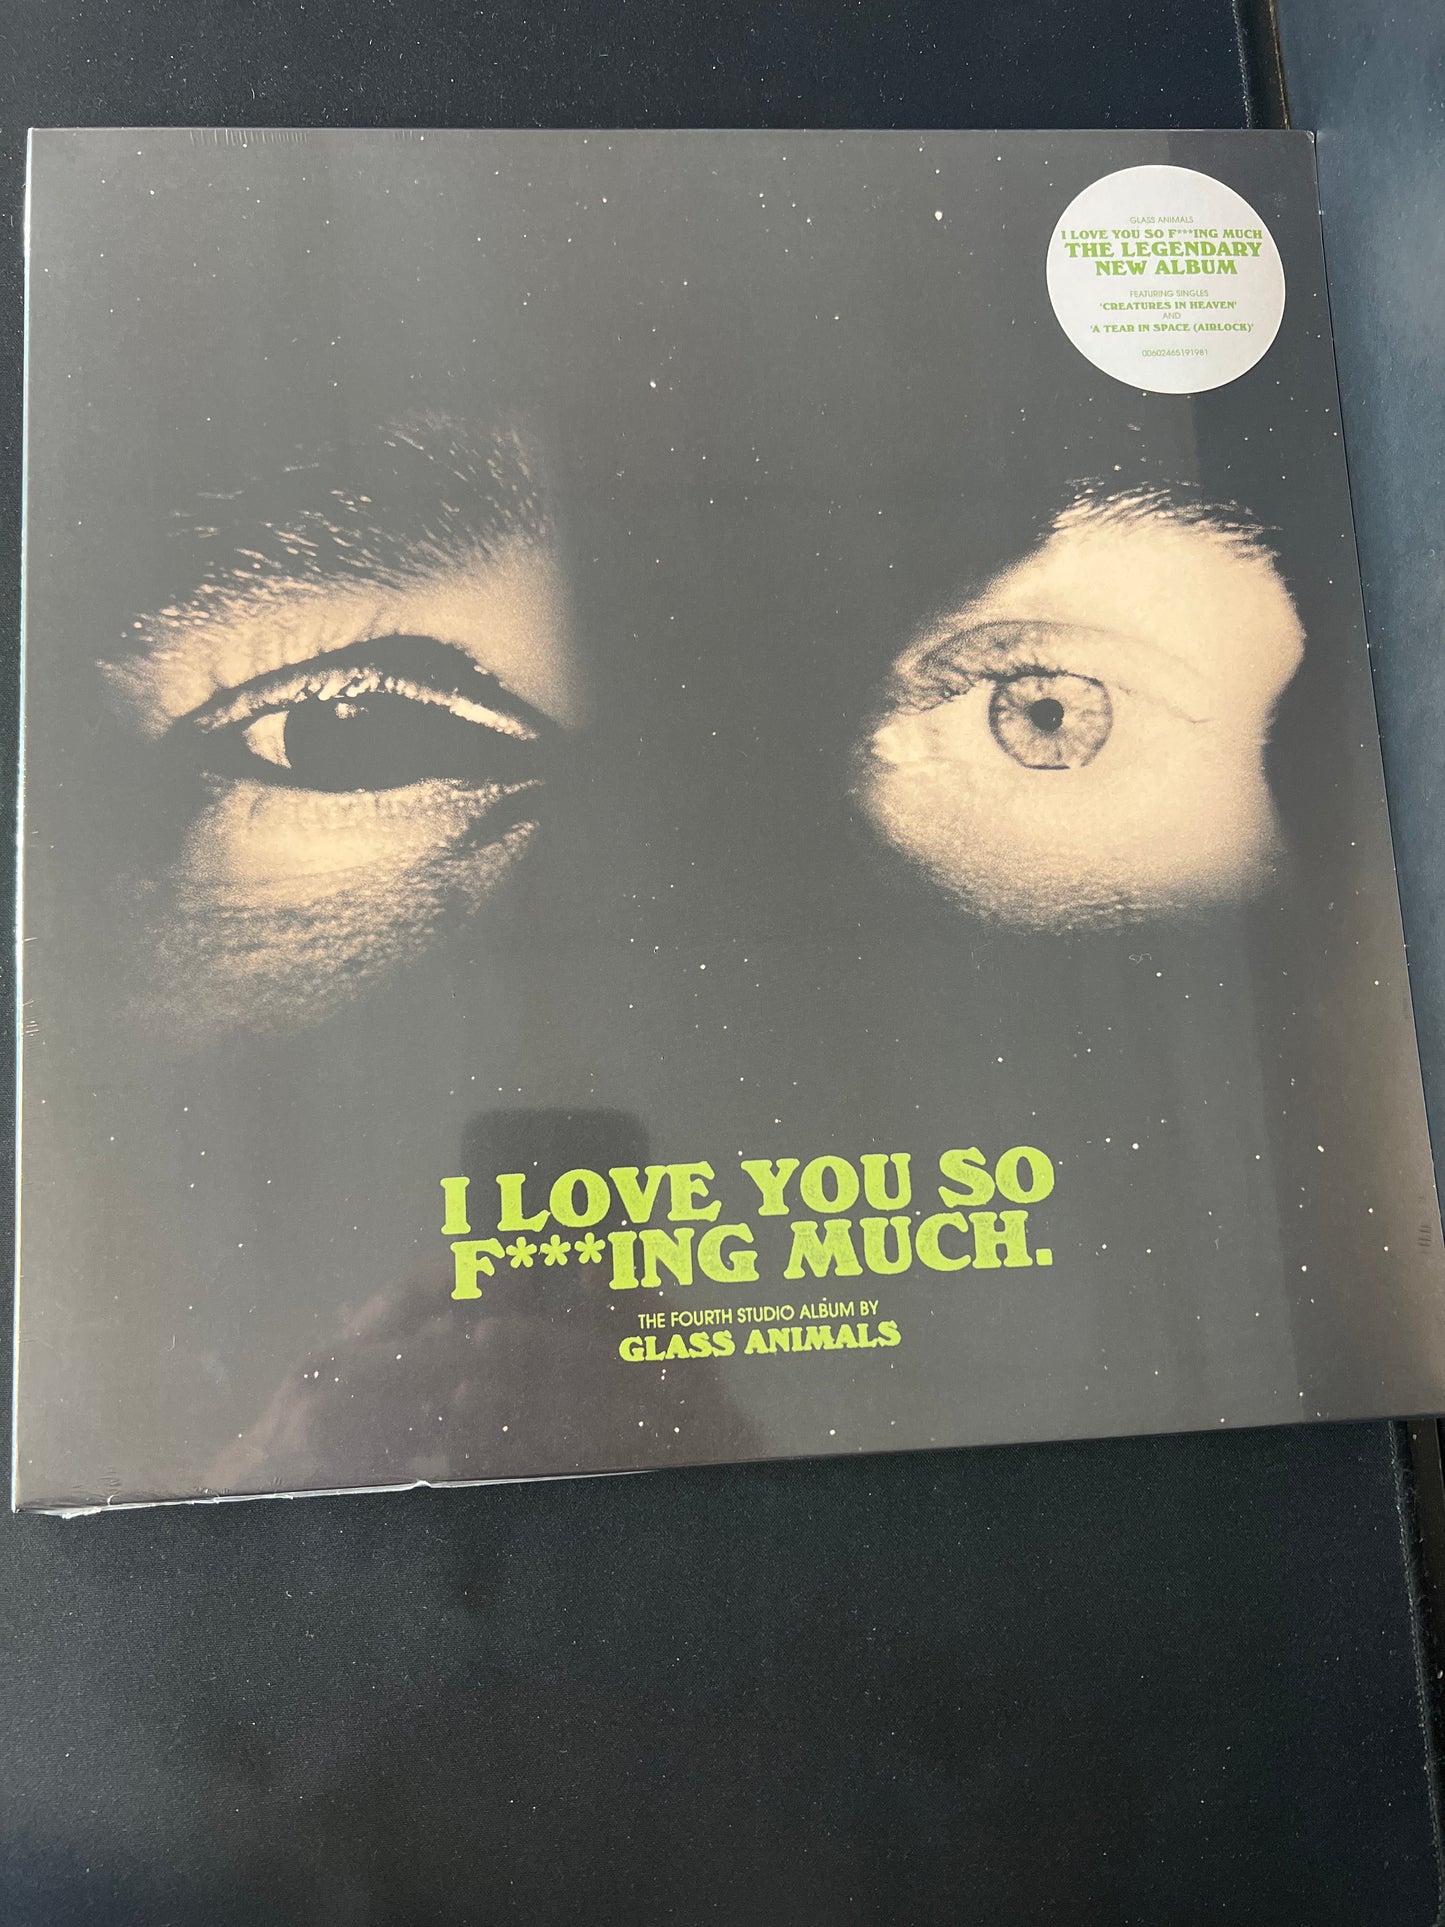 GLASS ANIMALS
I LOVE YOU SO F***ING MUCH
THE LEGENDARY
NEW ALBUM
FEATURING SINGLES
'CREATURES IN HEAVEN'
AND
'A TEAR IN SPACE (AIRLOCK)'
00602465191981
I LOVE YOU SO
F***ING MUCH.
THE FOURTH STUDIO ALBUM BY
GLASS ANIMALS